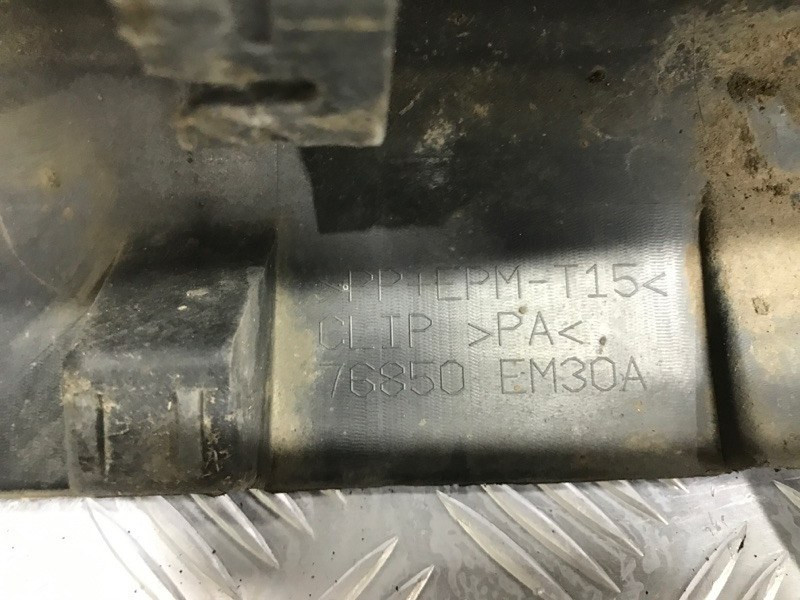 >PP+EPM-T15<
CLIP >PA<
76850 EM30A